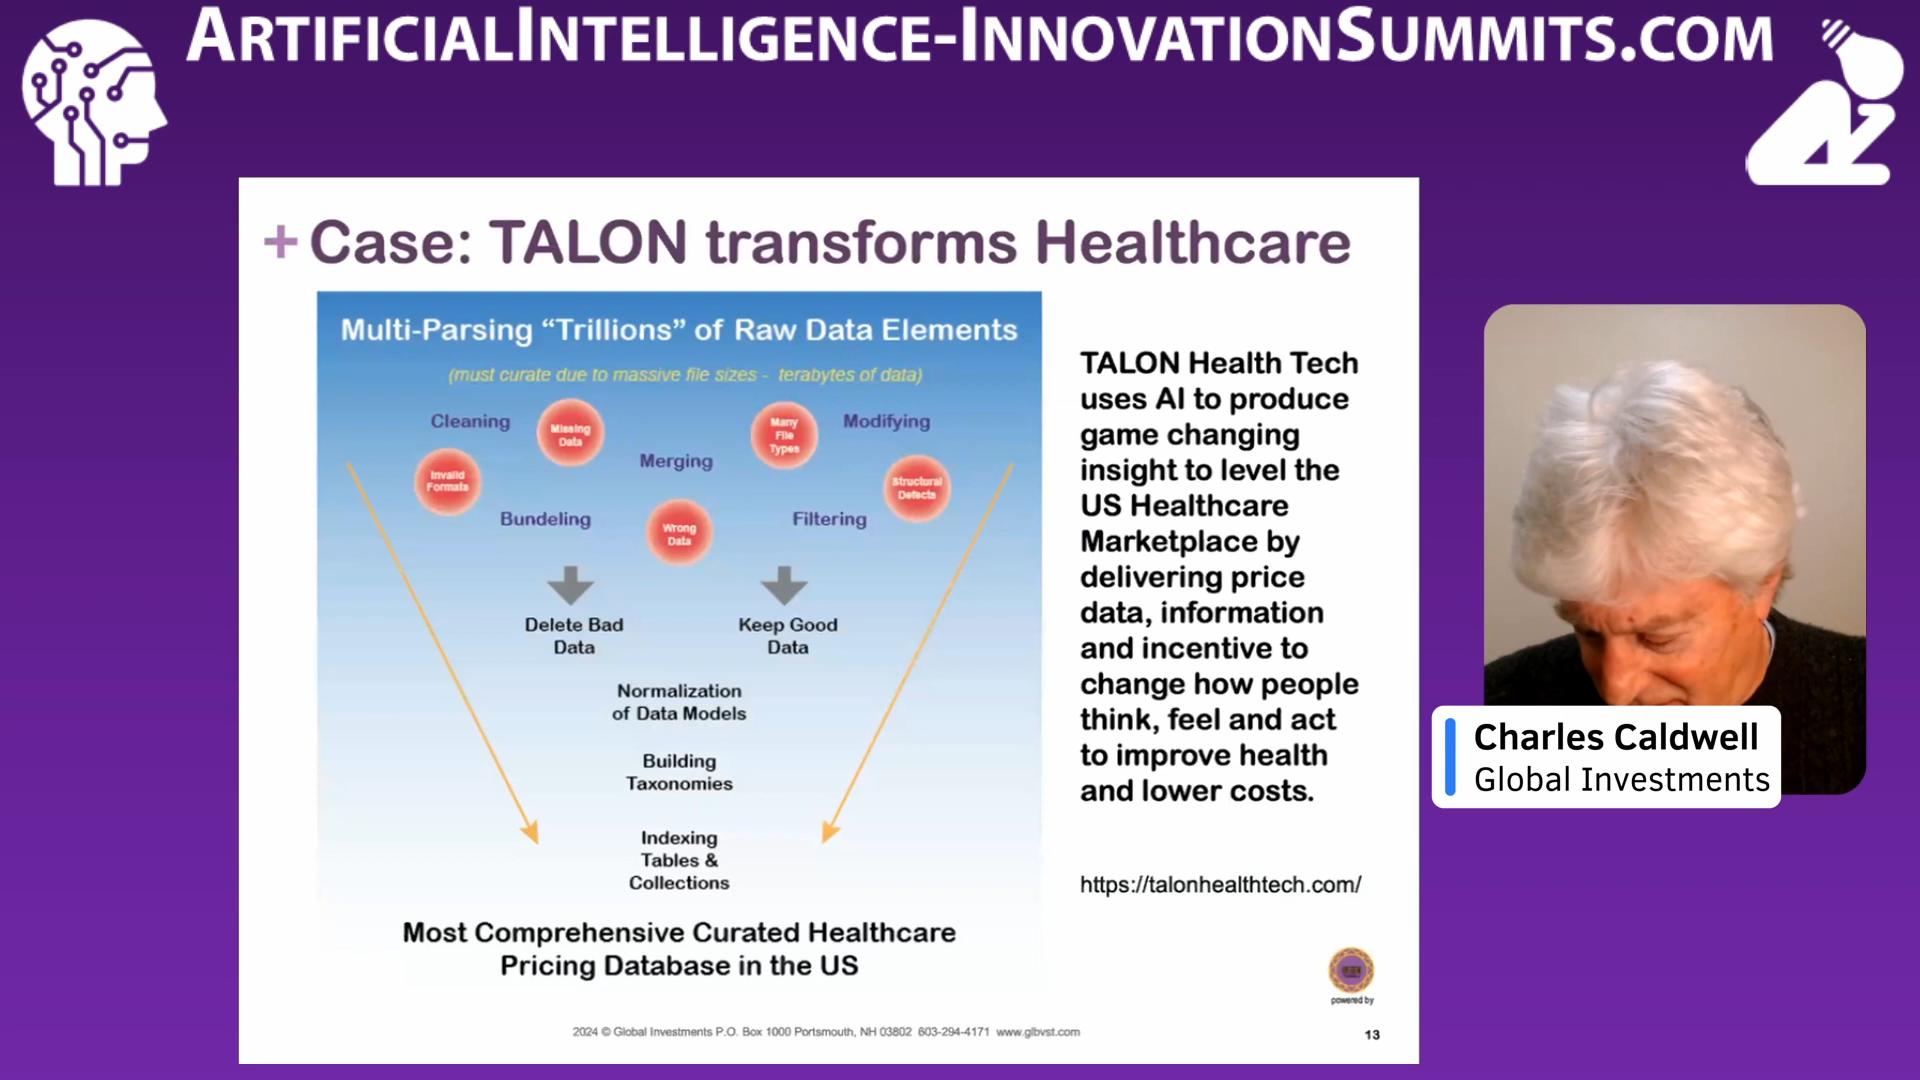 ARTIFICIALINTELLIGENCE-INNOVATIONSUMMITS.COM
+ Case: TALON transforms Healthcare
Multi-Parsing “Trillions” of Raw Data Elements
(must curate due to massive file sizes - terabytes of data)
Cleaning
Missing
Data
Many
File
Types
Modifying
Merging
Invalid
Formats
Structural
Defects
Bundeling
Wrong
Data
Filtering
Delete Bad
Data
Keep Good
Data
Normalization
of Data Models
Building
Taxonomies
Indexing
Tables &
Collections
Most Comprehensive Curated Healthcare
Pricing Database in the US
TALON Health Tech
uses AI to produce
game changing
insight to level the
US Healthcare
Marketplace by
delivering price
data, information
and incentive to
change how people
think, feel and act
to improve health
and lower costs.
https://talonhealthtech.com/
powered by
2024 © Global Investments P.O. Box 1000 Portsmouth, NH 03802 603-294-4171 www.glbvst.com
13
Charles Caldwell
Global Investments